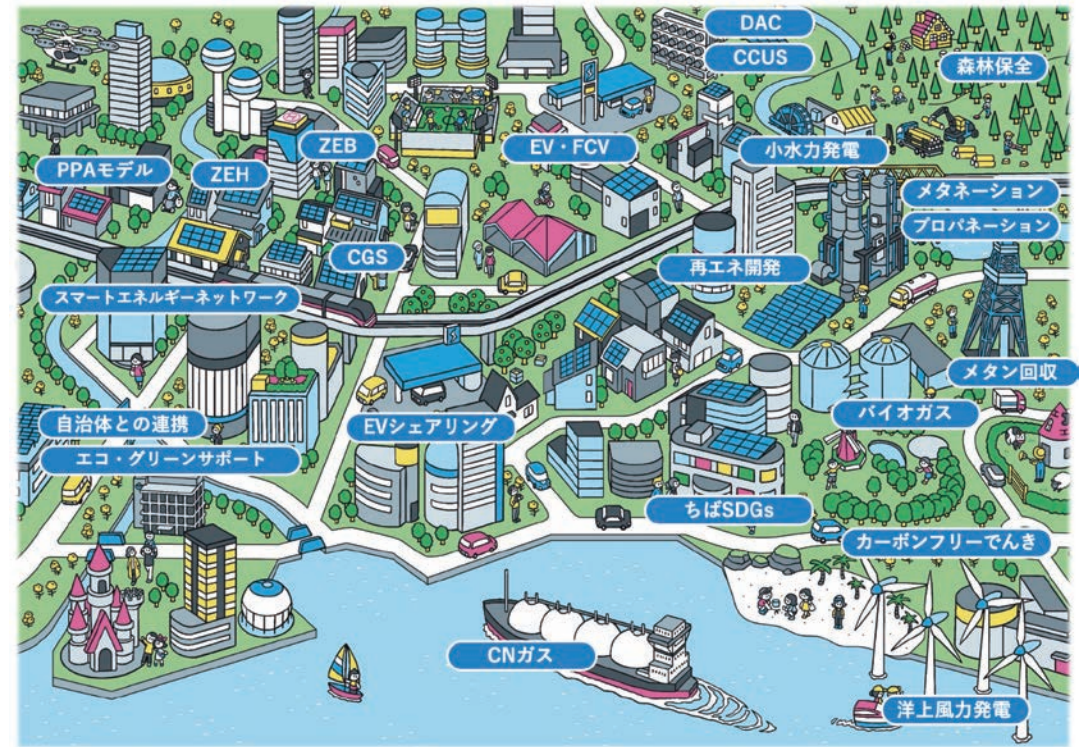 DAC
CCUS
森林保全
ZEB
EV・FCV
小水力発電
PPAモデル
ZEH
メタネーション
プロパネーション
CGS
再エネ開発
スマートエネルギーネットワーク
メタン回収
自治体との連携
EVシェアリング
バイオガス
エコ・グリーンサポート
ちばSDGs
カーボンフリーでんき
CNガス
洋上風力発電